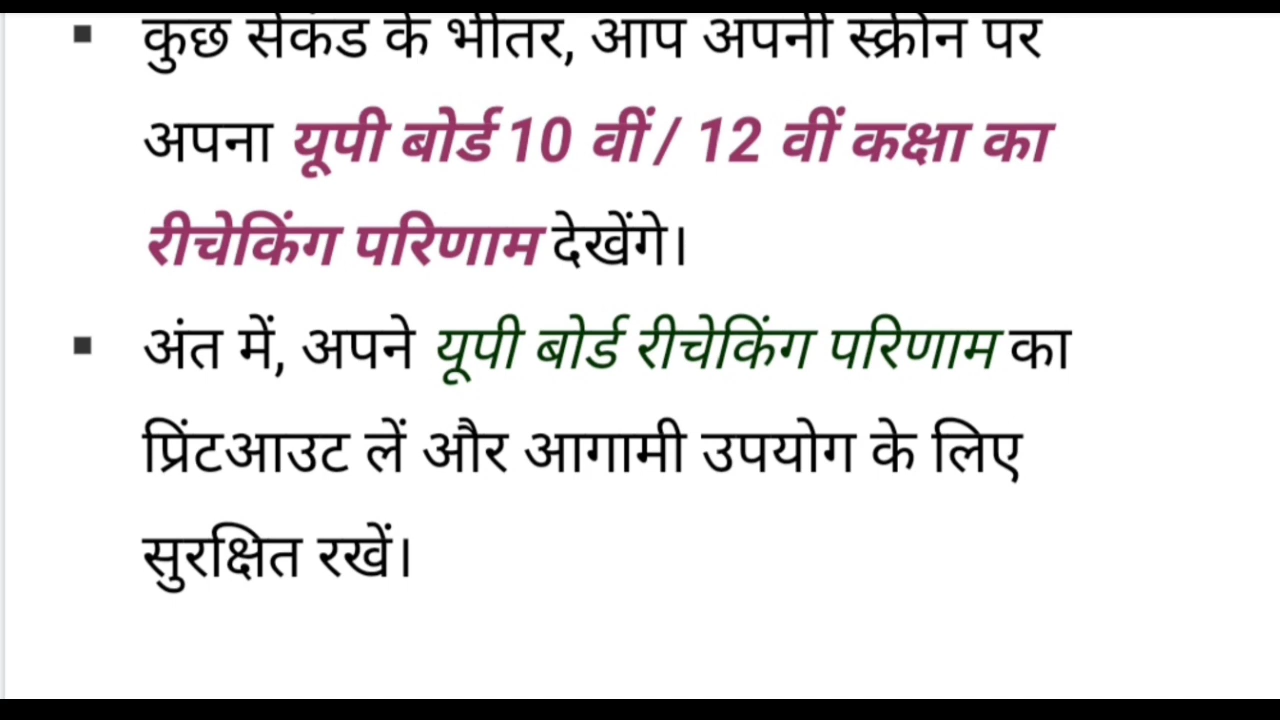 कुछ सेकंड के भीतर, आप अपनी स्क्रीन पर
अपना यूपी बोर्ड 10 वीं/ 12 वीं कक्षा का
रीचेकिंग परिणाम देखेंगे।
अंत में, अपने यूपी बोर्ड रीचेकिंग परिणाम का
प्रिंटआउट लें और आगामी उपयोग के लिए
सुरक्षित रखें।